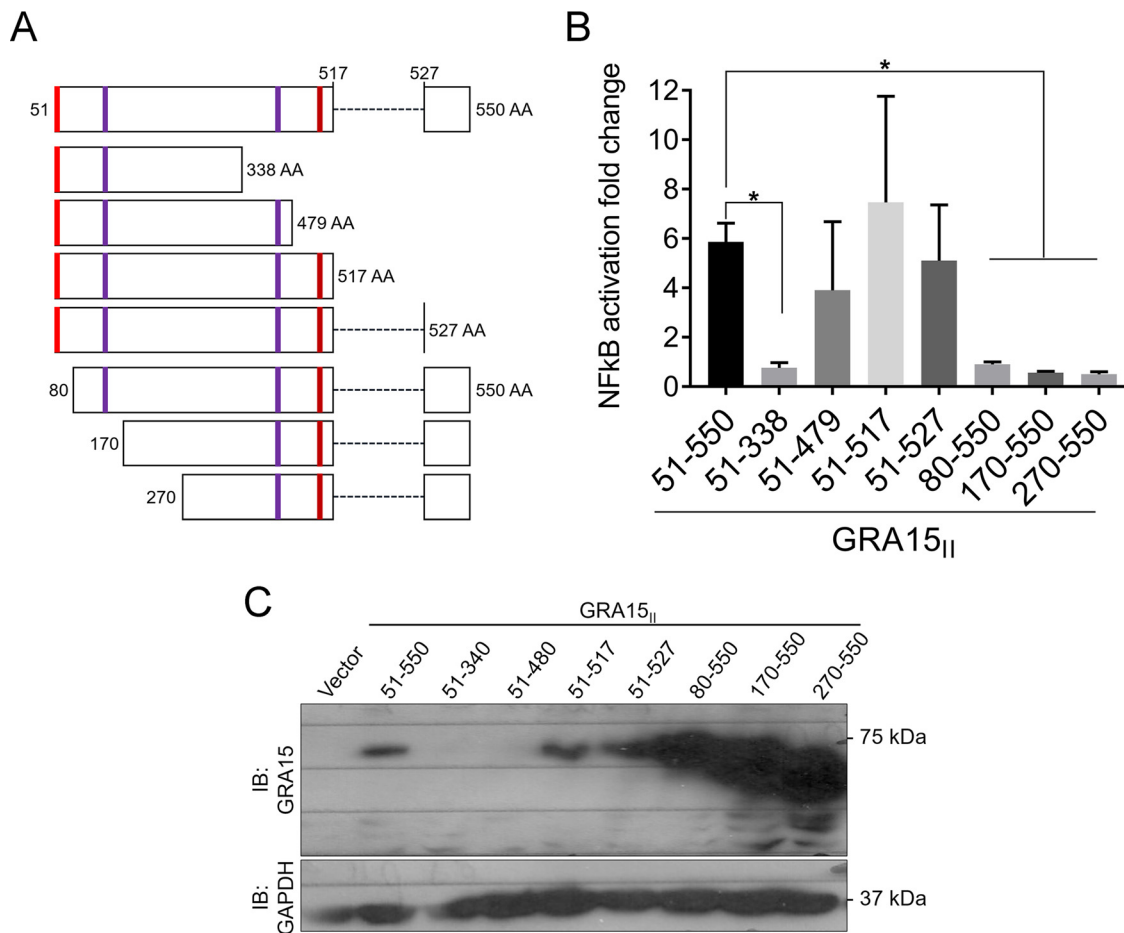 A
517 527
51 550 AA
338 AA
479 AA
517 AA
527 AA
80 550 AA
170
270
B
NFkB activation fold change
12
10
8
6
4
2
0
*
*
51-550
51-338
51-479
51-517
51-527
80-550
170-550
270-550
GRA15II
C
GRA15II
Vector
51-550
51-340
51-480
51-517
51-527
80-550
170-550
270-550
IB:
GRA15
75 kDa
IB:
GAPDH
37 kDa